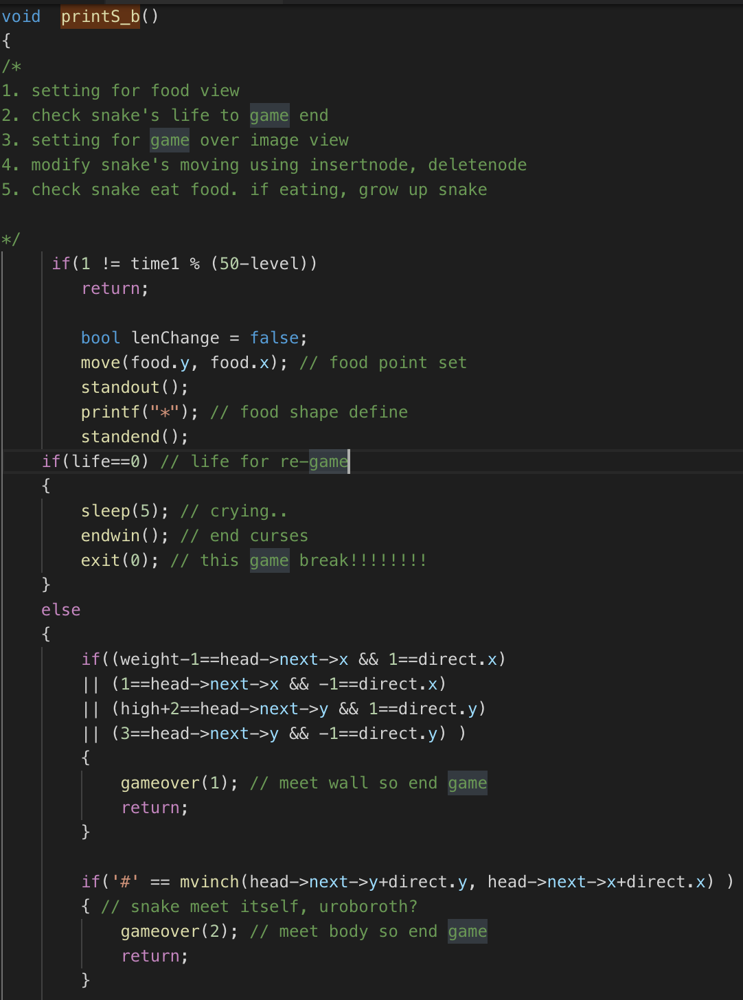 void  printS_b()
{
/*
1. setting for food view
2. check snake's life to game end
3. setting for game over image view
4. modify snake's moving using insertnode, deletenode
5. check snake eat food. if eating, grow up snake

*/
     if(1 != time1 % (50-level))
        return;

        bool lenChange = false;
        move(food.y, food.x); // food point set
        standout();
        printf("*"); // food shape define
        standend();
    if(life==0) // life for re-game
    {
        sleep(5); // crying..
        endwin(); // end curses
        exit(0); // this game break!!!!!!!!
    }
    else
    {
        if((weight-1==head->next->x && 1==direct.x)
        || (1==head->next->x && -1==direct.x)
        || (high+2==head->next->y && 1==direct.y)
        || (3==head->next->y && -1==direct.y) )
        {
            gameover(1); // meet wall so end game
            return;
        }

        if('#' == mvinch(head->next->y+direct.y, head->next->x+direct.x) )
        { // snake meet itself, uroboroth?
            gameover(2); // meet body so end game
            return;
        }